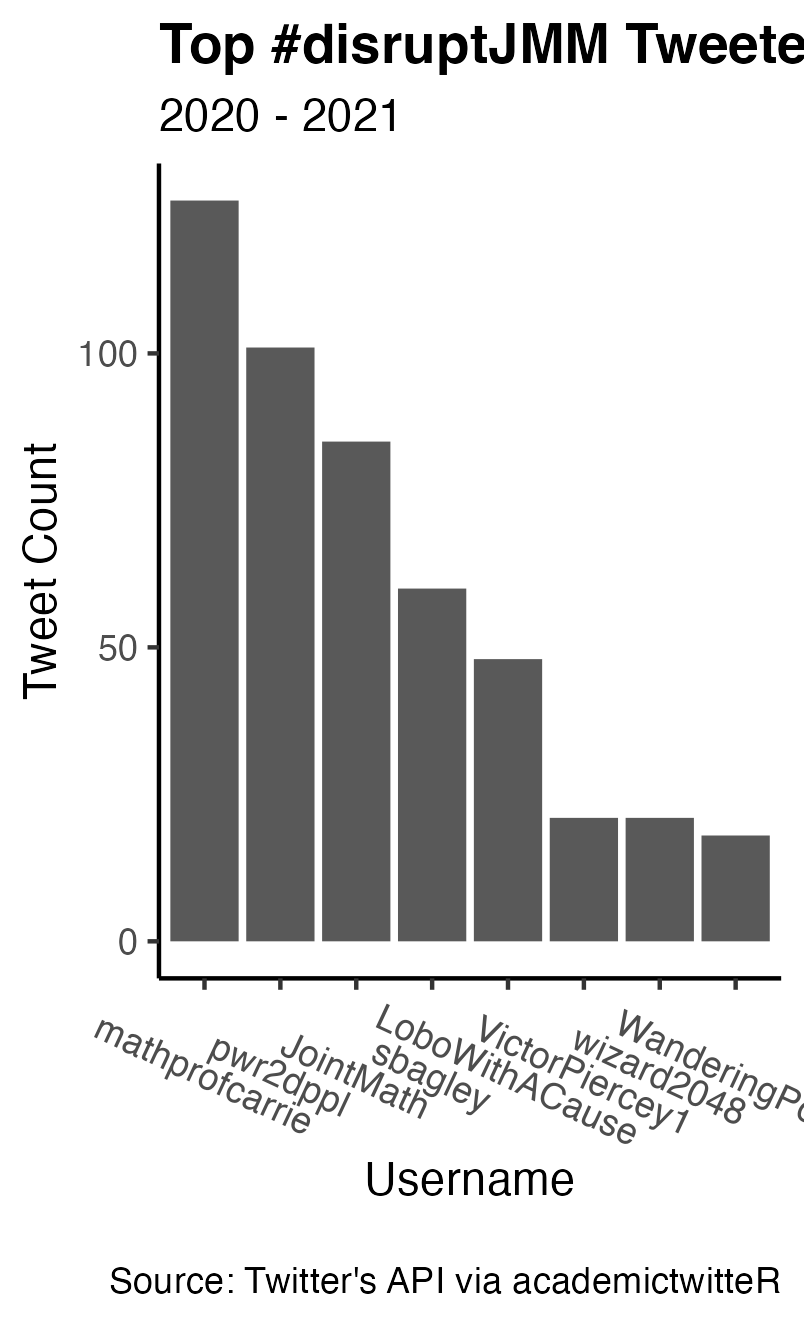 Top #disruptJMM Tweete
2020 - 2021
Tweet Count
100
50
0
mathprofcarrie
pwr2dppl
JointMath
sbagley
LoboWithACause
VictorPiercey1
wizard2048
WanderingPo
Username
Source: Twitter's API via academictwitteR